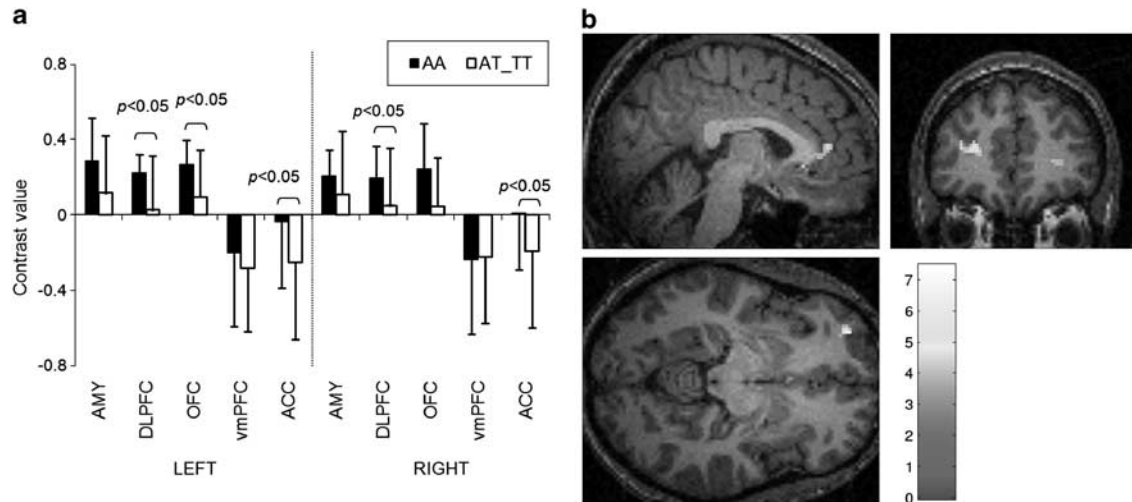 a
b
AA
AT_TT
0.8
0.4
0
-0.4
-0.8
Contrast value
p<0.05
p<0.05
p<0.05
p<0.05
p<0.05
AMY
DLPFC
OFC
vmPFC
ACC
AMY
DLPFC
OFC
vmPFC
ACC
LEFT
RIGHT
7
6
5
4
3
2
1
0